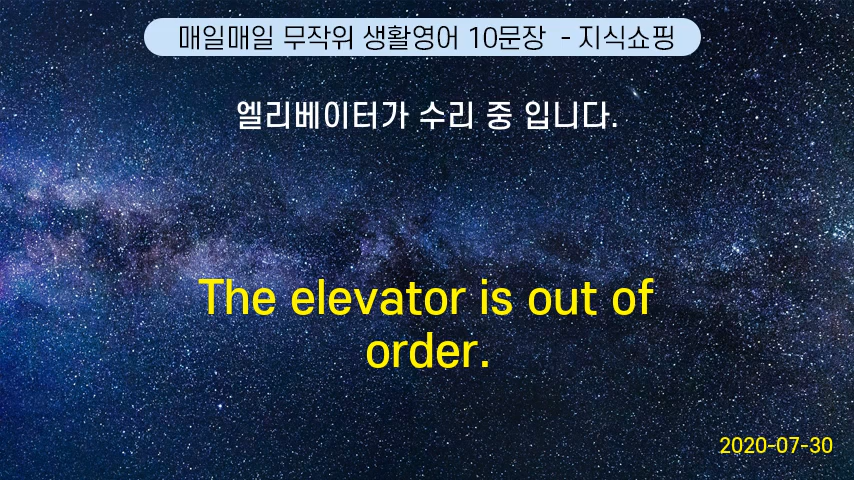 매일매일 무작위 생활영어 10문장 - 지식쇼핑
엘리베이터가 수리 중 입니다.
The elevator is out of
order.
2020-07-30